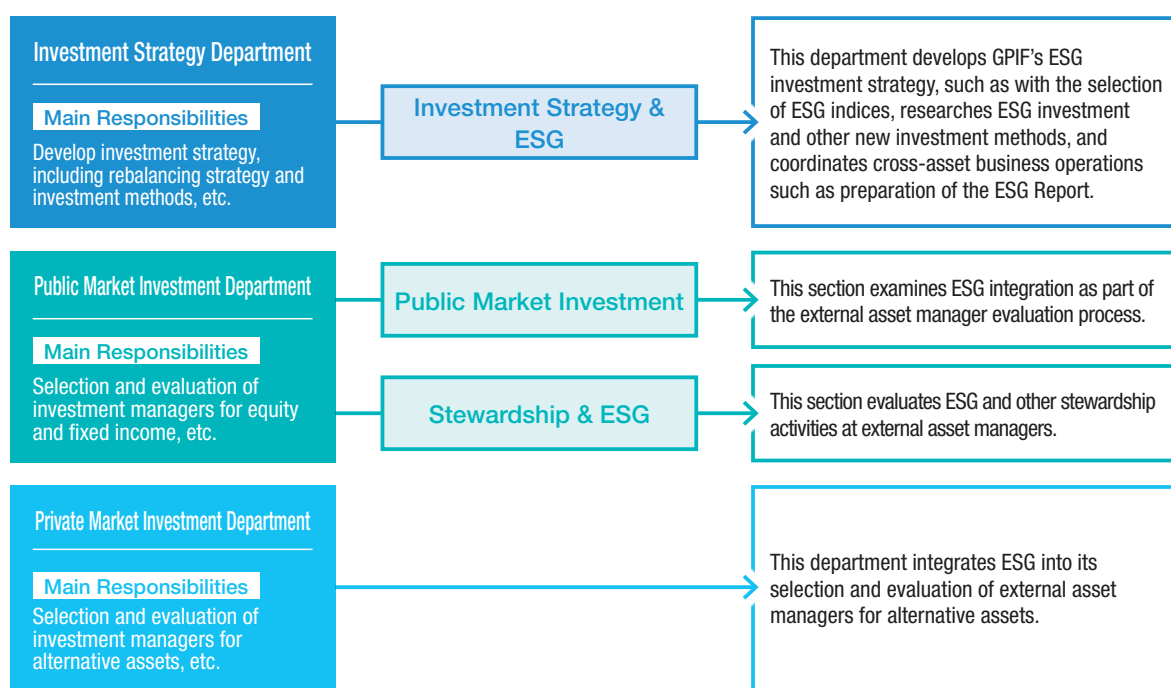 Investment Strategy Department
Main Responsibilities
Develop investment strategy,
including rebalancing strategy and
investment methods, etc.
Investment Strategy &
ESG
This department develops GPIF's ESG
investment strategy, such as with the selection
of ESG indices, researches ESG investment
and other new investment methods, and
coordinates cross-asset business operations
such as preparation of the ESG Report.
Public Market Investment Department
Main Responsibilities
Selection and evaluation of
investment managers for equity
and fixed income, etc.
Public Market Investment
This section examines ESG integration as part of
the external asset manager evaluation process.
Stewardship & ESG
This section evaluates ESG and other stewardship
activities at external asset managers.
Private Market Investment Department
Main Responsibilities
Selection and evaluation of
investment managers for
alternative assets, etc.
This department integrates ESG into its
selection and evaluation of external asset
managers for alternative assets.